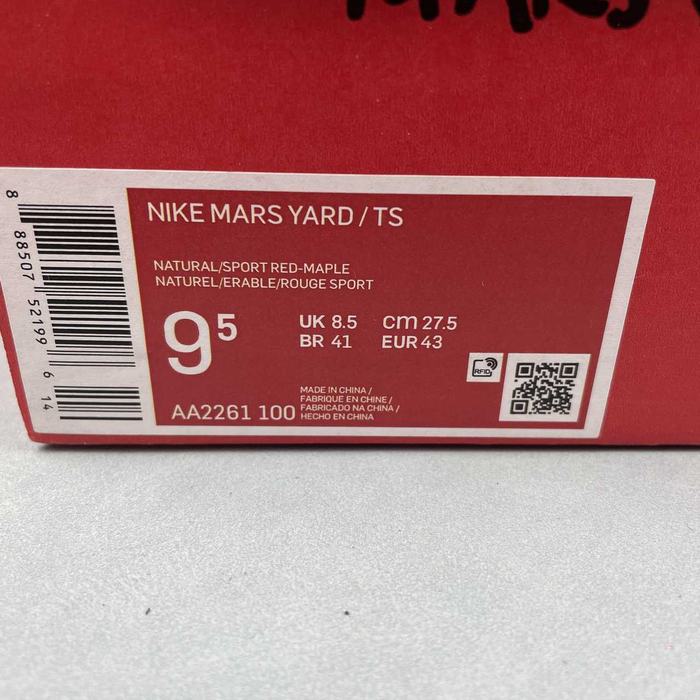 NIKE MARS YARD / TS
NATURAL/SPORT RED-MAPLE
NATUREL/ERABLE/ROUGE SPORT
9 5
UK 8.5 cm 27.5
BR 41 EUR 43
RFID
AA2261 100
MADE IN CHINA /
FABRIQUE EN CHINE /
FABRICADO NA CHINA /
HECHO EN CHINA
8 88507 52199 6 14